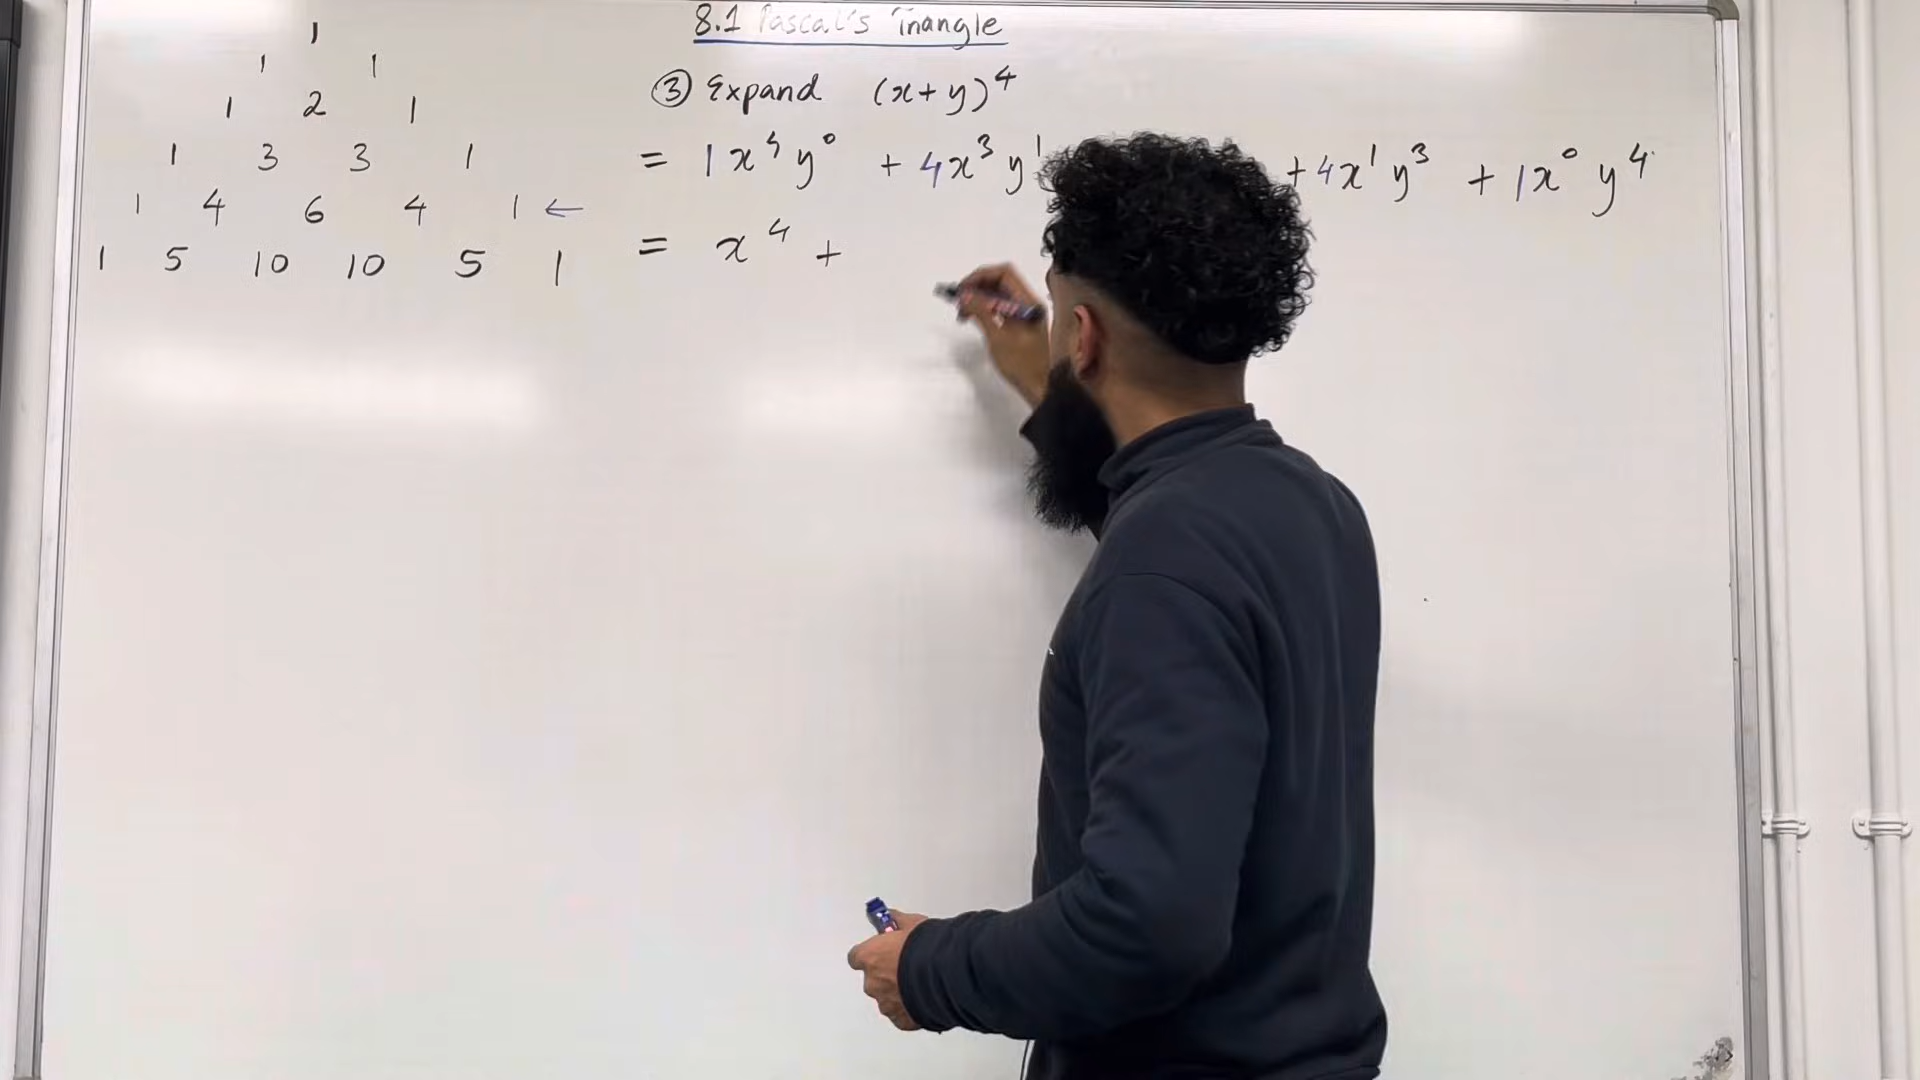 8.1 Pascal's Triangle
1
1 1
1 2 1
1 3 3 1
1 4 6 4 1 ←
1 5 10 10 5 1
③ Expand (x+y)⁴
= 1x⁴y⁰ + 4x³y¹ + 4x¹y³ + 1x⁰y⁴
= x⁴ +